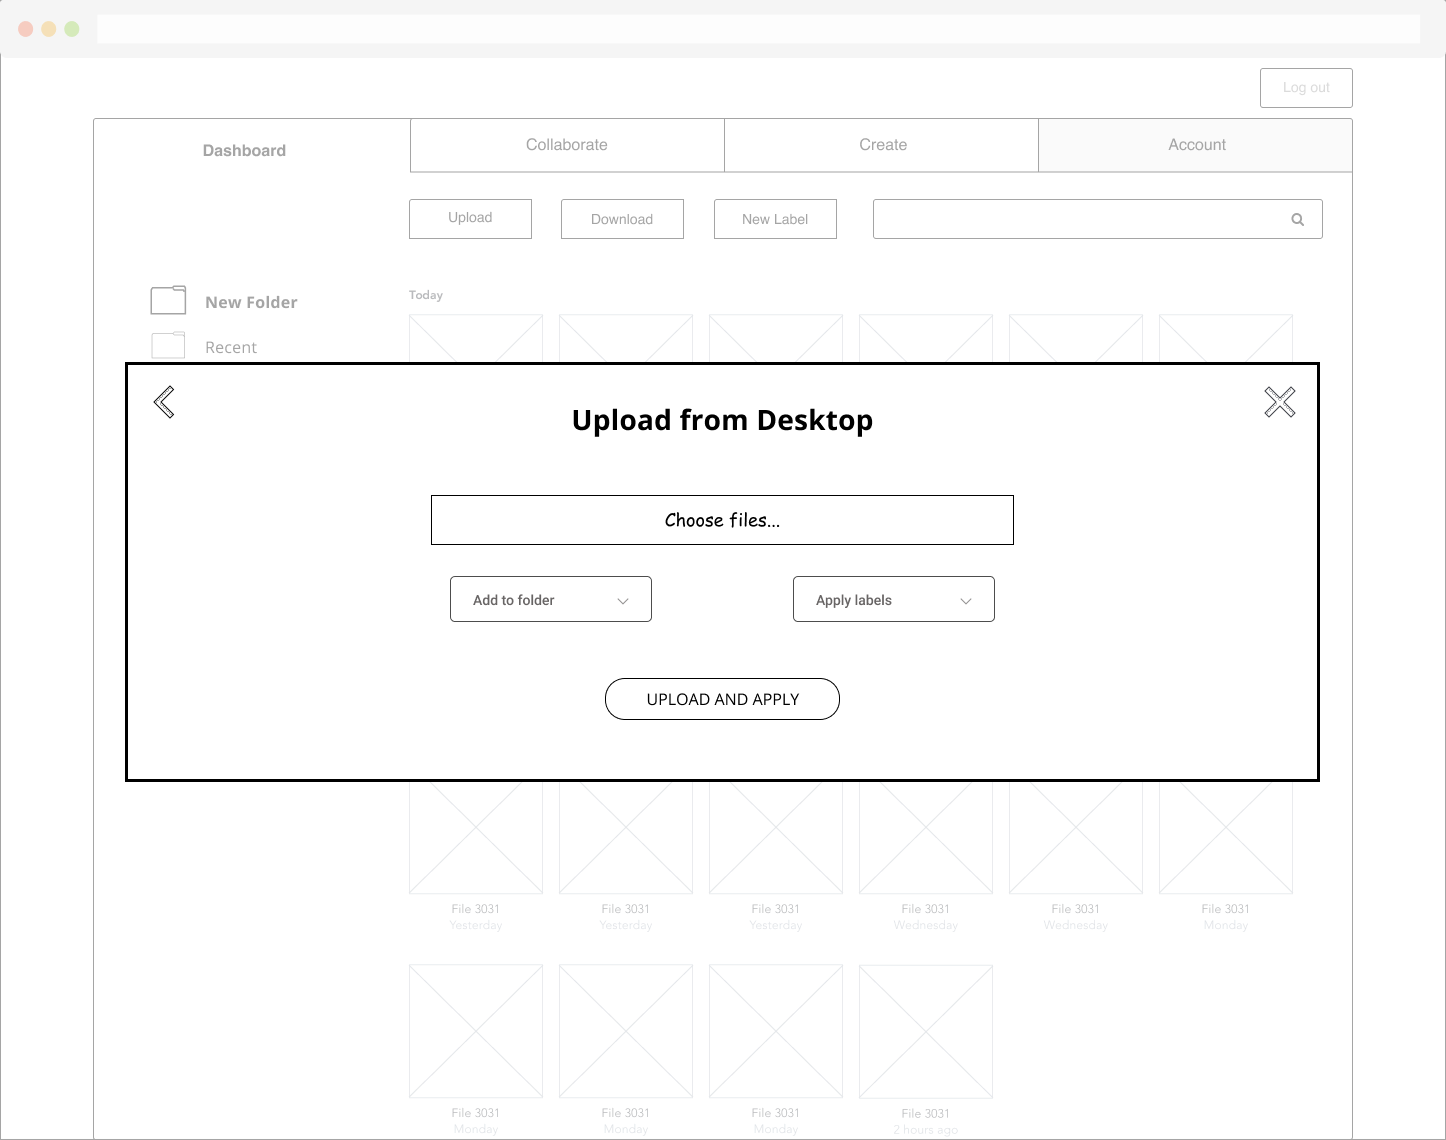 Log out
Dashboard
Collaborate
Create
Account
Upload
Download
New Label
New Folder
Today
Recent
Upload from Desktop
Choose files...
Add to folder
Apply labels
UPLOAD AND APPLY
File 3031
Yesterday
File 3031
Yesterday
File 3031
Yesterday
File 3031
Wednesday
File 3031
Wednesday
File 3031
Monday
File 3031
Monday
File 3031
Monday
File 3031
Monday
File 3031
2 hours ago